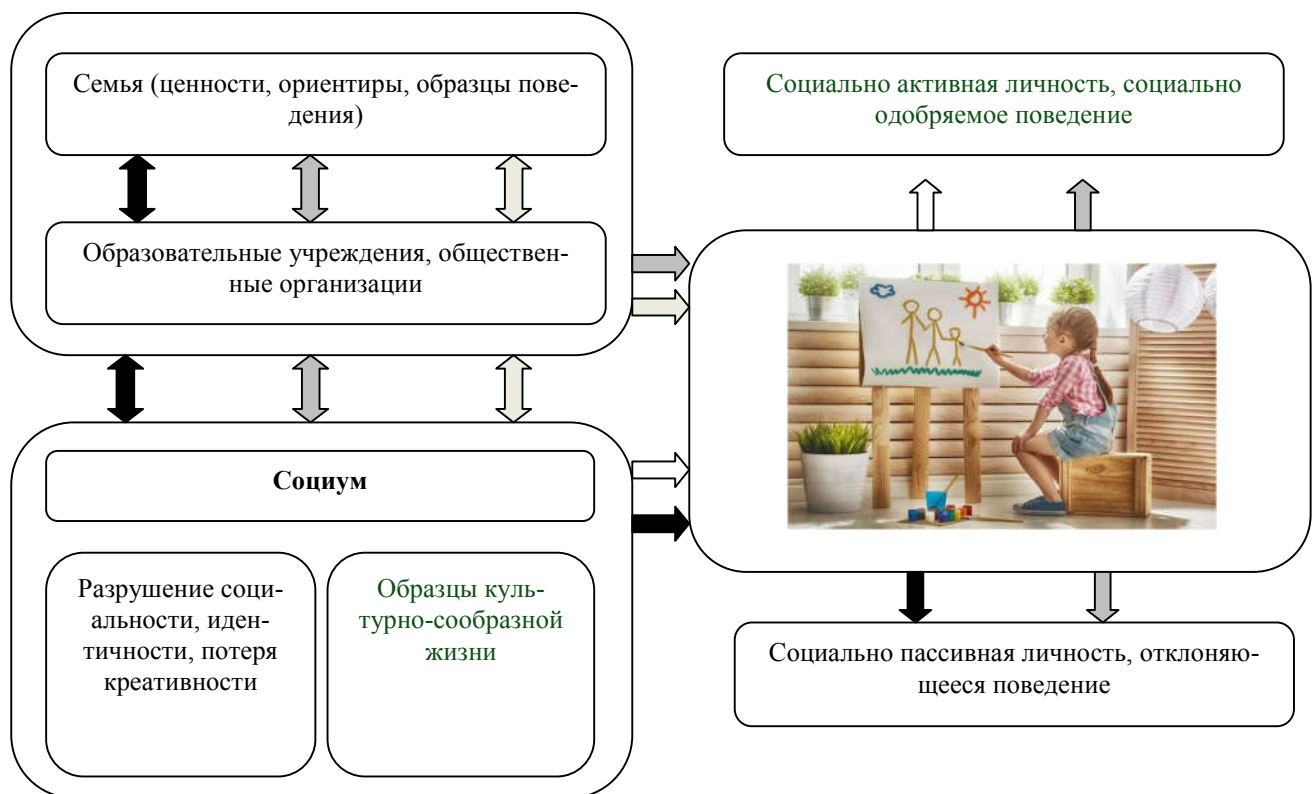 Семья (ценности, ориентиры, образцы пове-
дения)
Образовательные учреждения, обществен-
ные организации
Социум
Разрушение соци-
альности, иден-
тичности, потеря
креативности
Образцы куль-
турно-сообразной
жизни
Социально активная личность, социально
одобряемое поведение
Социально пассивная личность, отклоняю-
щееся поведение